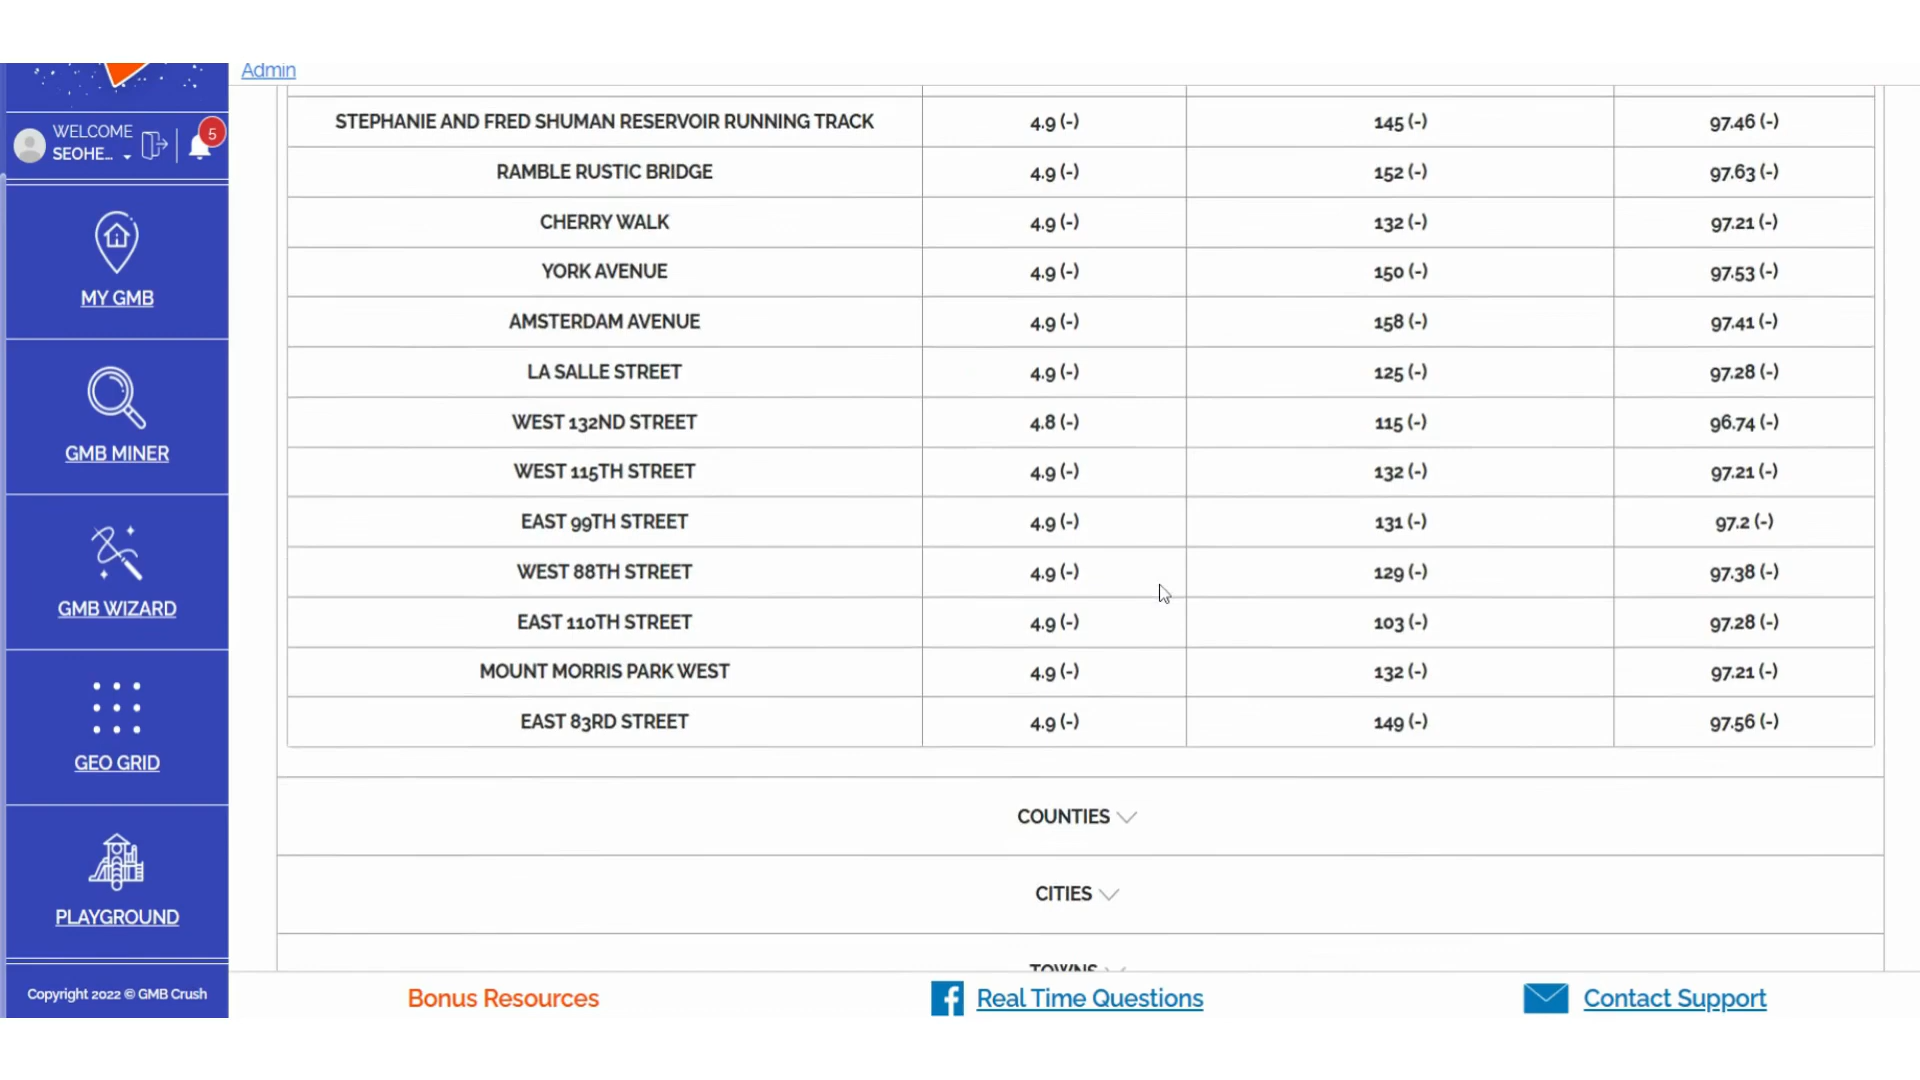 Admin
WELCOME
SEOHE...
5
MY GMB
GMB MINER
GMB WIZARD
GEO GRID
PLAYGROUND
Copyright 2022 © GMB Crush
STEPHANIE AND FRED SHUMAN RESERVOIR RUNNING TRACK 4.9 (-) 145 (-) 97.46 (-)
RAMBLE RUSTIC BRIDGE 4.9 (-) 152 (-) 97.63 (-)
CHERRY WALK 4.9 (-) 132 (-) 97.21 (-)
YORK AVENUE 4.9 (-) 150 (-) 97.53 (-)
AMSTERDAM AVENUE 4.9 (-) 158 (-) 97.41 (-)
LA SALLE STREET 4.9 (-) 125 (-) 97.28 (-)
WEST 132ND STREET 4.8 (-) 115 (-) 96.74 (-)
WEST 115TH STREET 4.9 (-) 132 (-) 97.21 (-)
EAST 99TH STREET 4.9 (-) 131 (-) 97.2 (-)
WEST 88TH STREET 4.9 (-) 129 (-) 97.38 (-)
EAST 110TH STREET 4.9 (-) 103 (-) 97.28 (-)
MOUNT MORRIS PARK WEST 4.9 (-) 132 (-) 97.21 (-)
EAST 83RD STREET 4.9 (-) 149 (-) 97.56 (-)
COUNTIES
CITIES
TOWNS
Bonus Resources
Real Time Questions
Contact Support